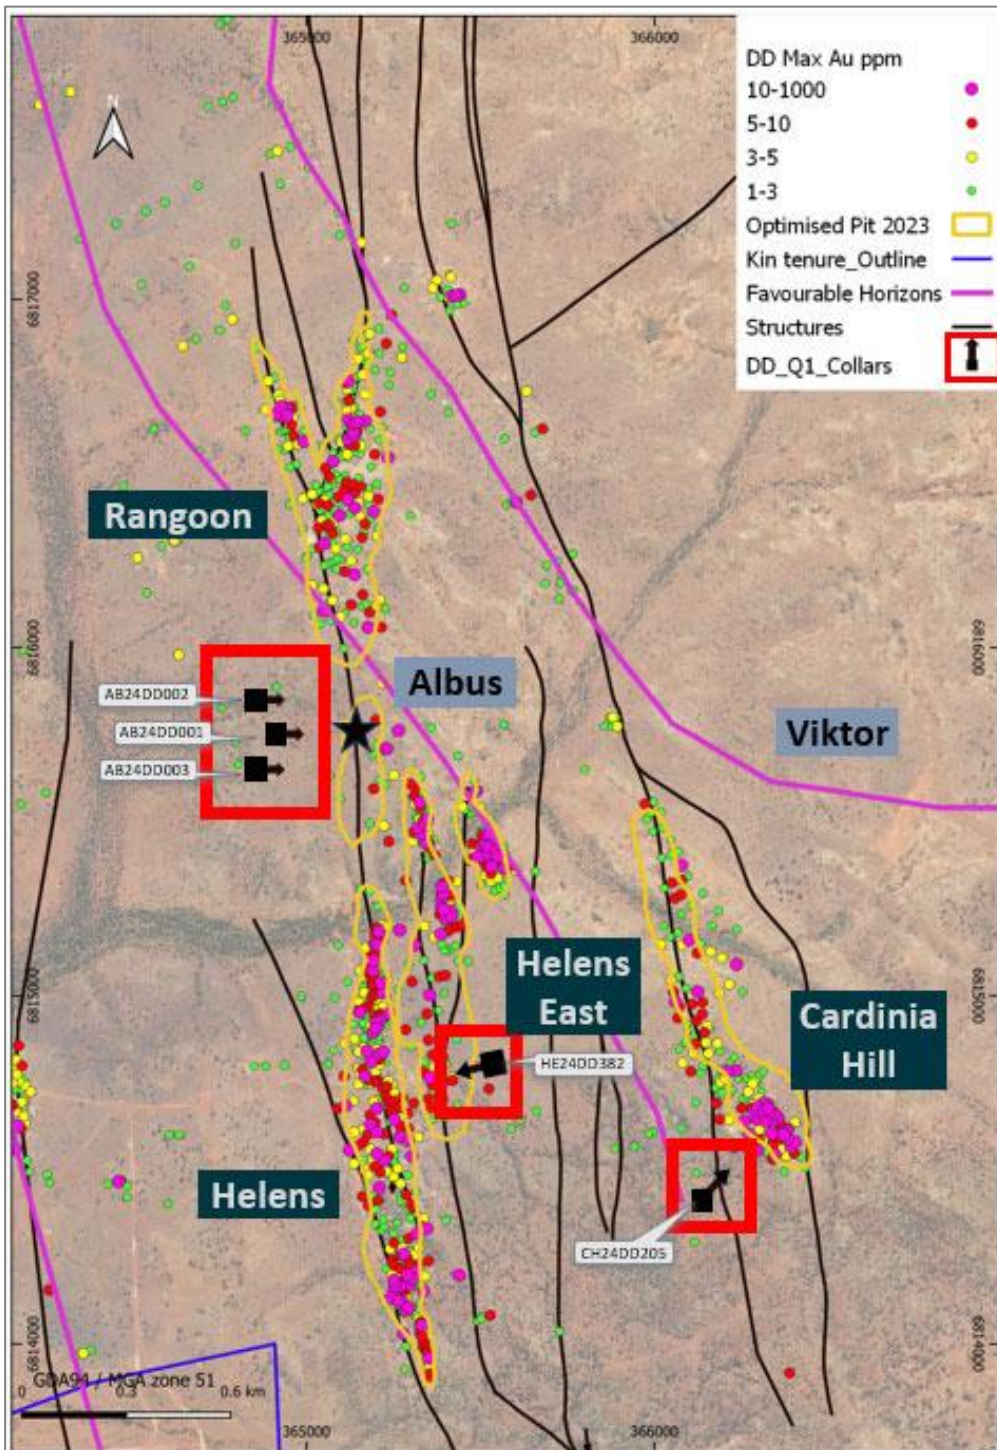 365000
366000
N
DD Max Au ppm
10-1000
5-10
3-5
1-3
Optimised Pit 2023
Kin tenure_Outline
Favourable Horizons
Structures
DD_Q1_Collars
6817000
Rangoon
6816000
6816000
Albus
AB24DD002
AB24DD001
AB24DD003
Viktor
Helens
East
6815000
6815000
Cardinia
Hill
HE24DD382
Helens
CH24DD205
6814000
6814000
GDA94 / MGA zone 51
0 0.3 0.6 km
365000
366000